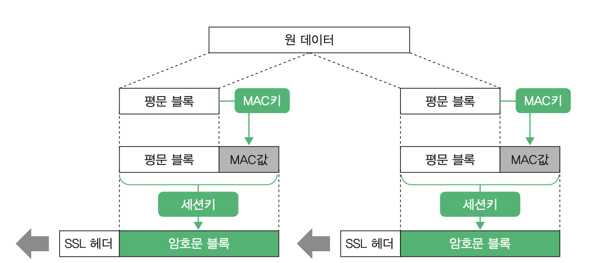 원 데이터
평문 블록
MAC키
평문 블록
MAC키
평문 블록
MAC값
평문 블록
MAC값
세션키
세션키
SSL 헤더
암호문 블록
SSL 헤더
암호문 블록